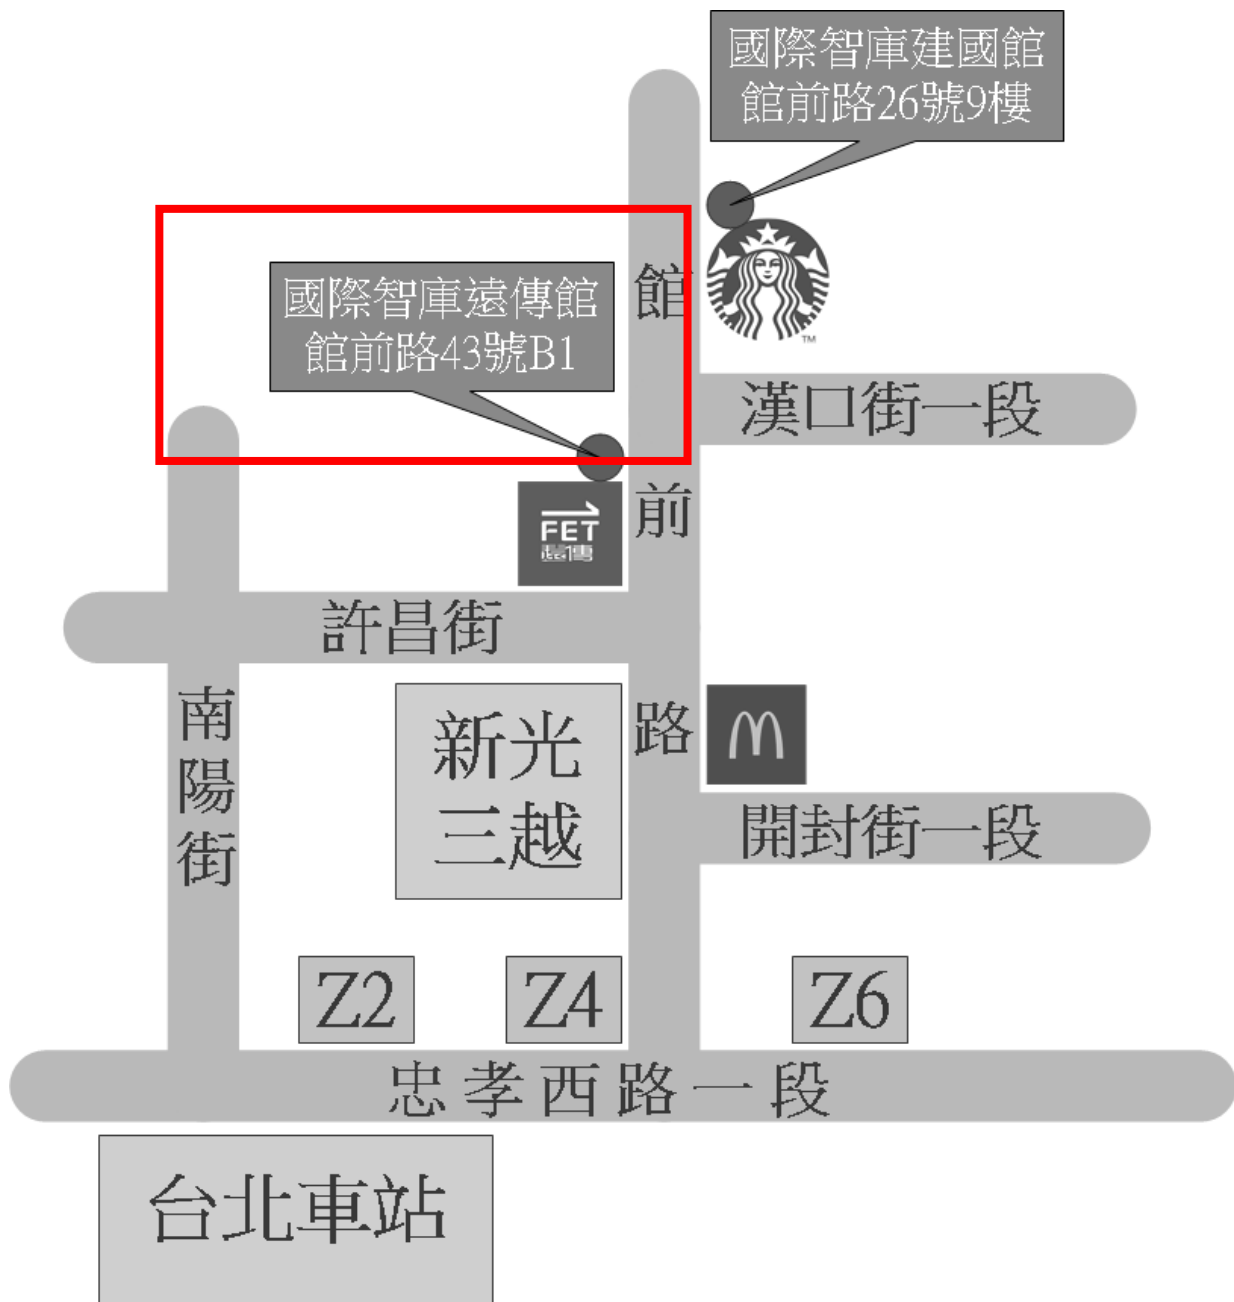 國際智庫建國館
館前路26號9樓
TM
國際智庫遠傳館
館前路43號B1
漢口街一段
FET
遠傳
許昌街
館前路
南陽街
新光
三越
開封街一段
Z2
Z4
Z6
忠孝西路一段
台北車站